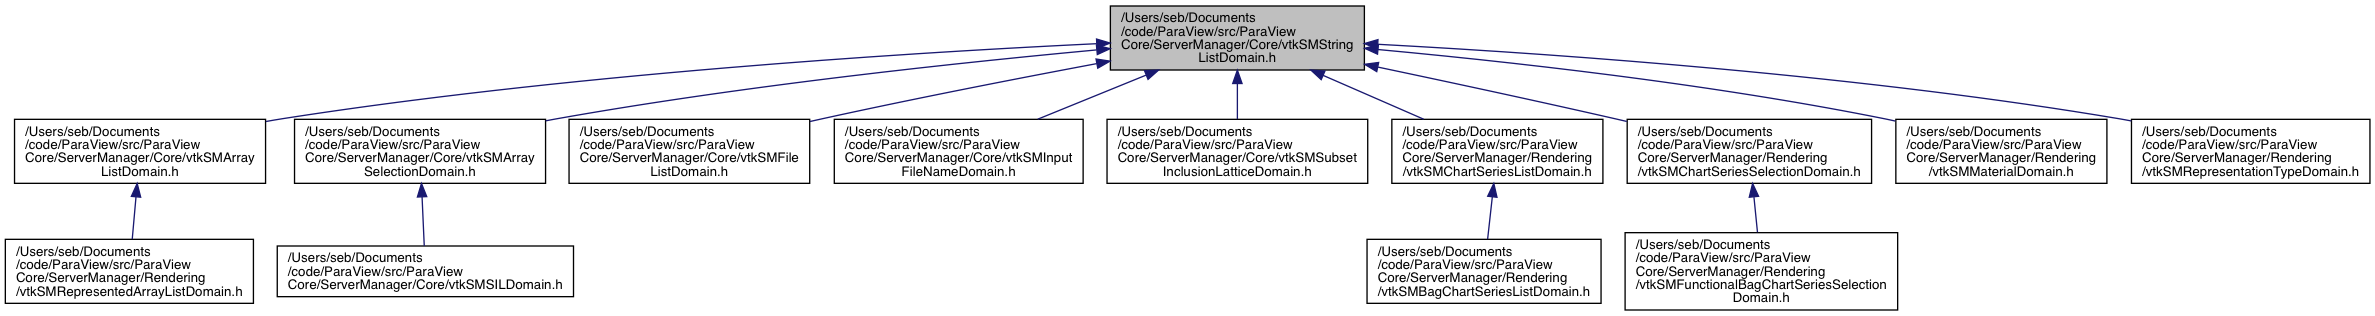 /Users/seb/Documents
/code/ParaView/src/ParaView
Core/ServerManager/Core/vtkSMString
ListDomain.h
/Users/seb/Documents
/code/ParaView/src/ParaView
Core/ServerManager/Core/vtkSMArray
ListDomain.h
/Users/seb/Documents
/code/ParaView/src/ParaView
Core/ServerManager/Core/vtkSMArray
SelectionDomain.h
/Users/seb/Documents
/code/ParaView/src/ParaView
Core/ServerManager/Core/vtkSMFile
ListDomain.h
/Users/seb/Documents
/code/ParaView/src/ParaView
Core/ServerManager/Core/vtkSMInput
FileNameDomain.h
/Users/seb/Documents
/code/ParaView/src/ParaView
Core/ServerManager/Core/vtkSMSubset
InclusionLatticeDomain.h
/Users/seb/Documents
/code/ParaView/src/ParaView
Core/ServerManager/Rendering
/vtkSMChartSeriesListDomain.h
/Users/seb/Documents
/code/ParaView/src/ParaView
Core/ServerManager/Rendering
/vtkSMChartSeriesSelectionDomain.h
/Users/seb/Documents
/code/ParaView/src/ParaView
Core/ServerManager/Rendering
/vtkSMMaterialDomain.h
/Users/seb/Documents
/code/ParaView/src/ParaView
Core/ServerManager/Rendering
/vtkSMRepresentationTypeDomain.h
/Users/seb/Documents
/code/ParaView/src/ParaView
Core/ServerManager/Rendering
/vtkSMRepresentedArrayListDomain.h
/Users/seb/Documents
/code/ParaView/src/ParaView
Core/ServerManager/Core/vtkSMSILDomain.h
/Users/seb/Documents
/code/ParaView/src/ParaView
Core/ServerManager/Rendering
/vtkSMBagChartSeriesListDomain.h
/Users/seb/Documents
/code/ParaView/src/ParaView
Core/ServerManager/Rendering
/vtkSMFunctionalBagChartSeriesSelection
Domain.h